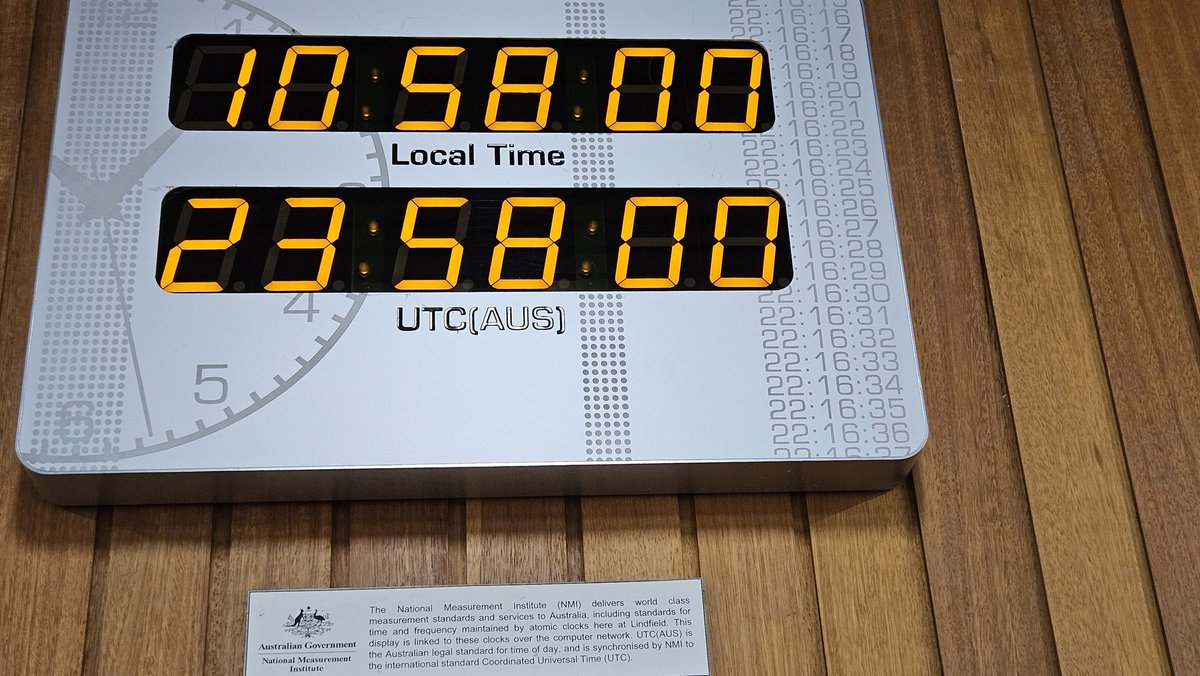 10:58:00
Local Time
23:58:00
UTC(AUS)
4
5
6
22:16:16
22:16:17
22:16:18
22:16:19
22:16:20
22:16:21
22:16:22
22:16:23
22:16:24
22:16:25
22:16:26
22:16:27
22:16:28
22:16:29
22:16:30
22:16:31
22:16:32
22:16:33
22:16:34
22:16:35
22:16:36
Australian Government
National Measurement
Institute
The National Measurement Institute (NMI) delivers world class
measurement standards and services to Australia, including standards for
time and frequency maintained by atomic clocks here at Lindfield. This
display is linked to these clocks over the computer network. UTC(AUS) is
the Australian legal standard for time of day, and is synchronised by NMI to
the international standard Coordinated Universal Time (UTC).